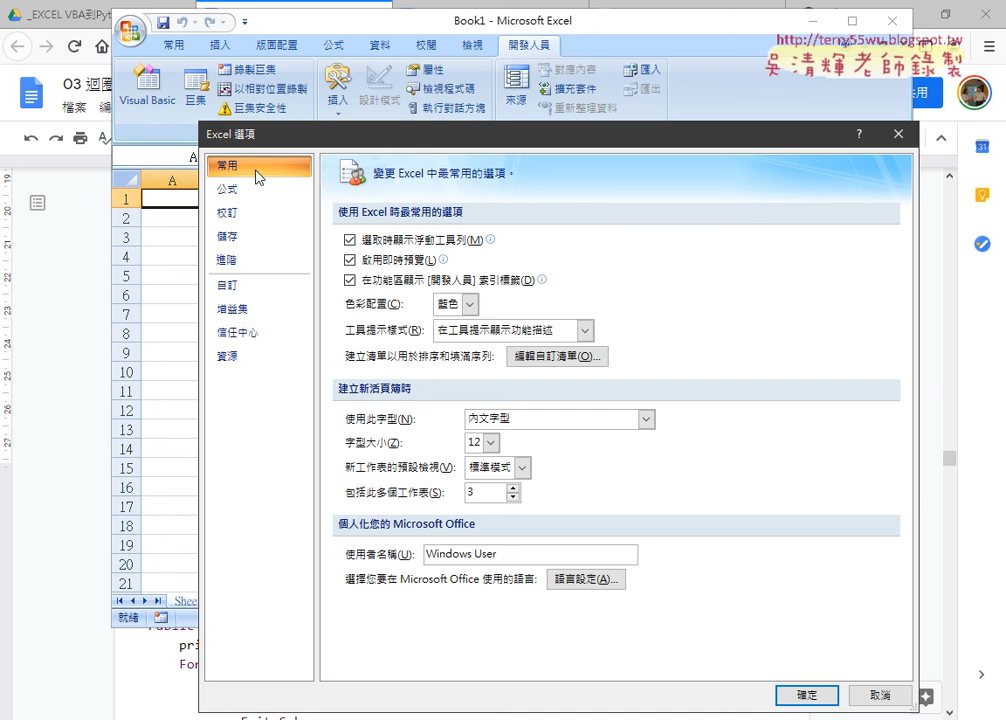 _EXCEL VBA到Pyt
Book1 - Microsoft Excel
常用 插入 版面配置 公式 資料 校閱 檢視 開發人員
http://terry55wu.blogspot.tw
吳清輝老師錄製
03 迴圈
檔案
Visual Basic 巨集
錄製巨集
以相對位置錄製
巨集安全性
插入 設計模式
屬性
檢視程式碼
執行對話方塊
來源
對應內容
擴充套件
重新整理資料
匯入
匯出
Excel 選項
常用
公式
校訂
儲存
進階
自訂
增益集
信任中心
資源
變更 Excel 中最常用的選項。
使用 Excel 時最常用的選項
選取時顯示浮動工具列(M)
啟用即時預覽(L)
在功能區顯示 [開發人員] 索引標籤(D)
色彩配置(C): 藍色
工具提示樣式(R): 在工具提示顯示功能描述
建立清單以用於排序和填滿序列: 編輯自訂清單(O)...
建立新活頁簿時
使用此字型(N): 內文字型
字型大小(Z): 12
新工作表的預設檢視(V): 標準模式
包括此多個工作表(S): 3
個人化您的 Microsoft Office
使用者名稱(U): Windows User
選擇您要在 Microsoft Office 使用的語言: 語言設定(A)...
確定 取消
A
1
2
3
4
5
6
7
8
9
10
11
12
13
14
15
16
17
18
19
20
21
Shee
就緒
pri
For